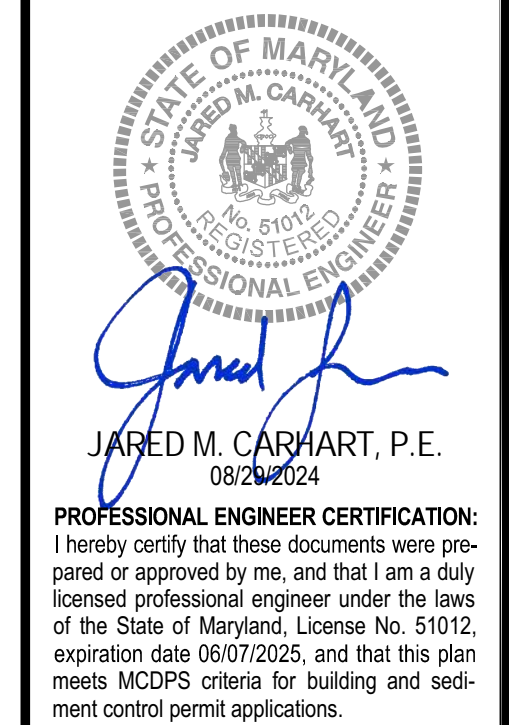 STATE OF MARYLAND
JARED M. CARHART
No. 51012
REGISTERED
PROFESSIONAL ENGINEER
Jared
JARED M. CARHART, P.E.
08/29/2024
PROFESSIONAL ENGINEER CERTIFICATION:
I hereby certify that these documents were pre-
pared or approved by me, and that I am a duly
licensed professional engineer under the laws
of the State of Maryland, License No. 51012,
expiration date 06/07/2025, and that this plan
meets MCDPS criteria for building and sedi-
ment control permit applications.